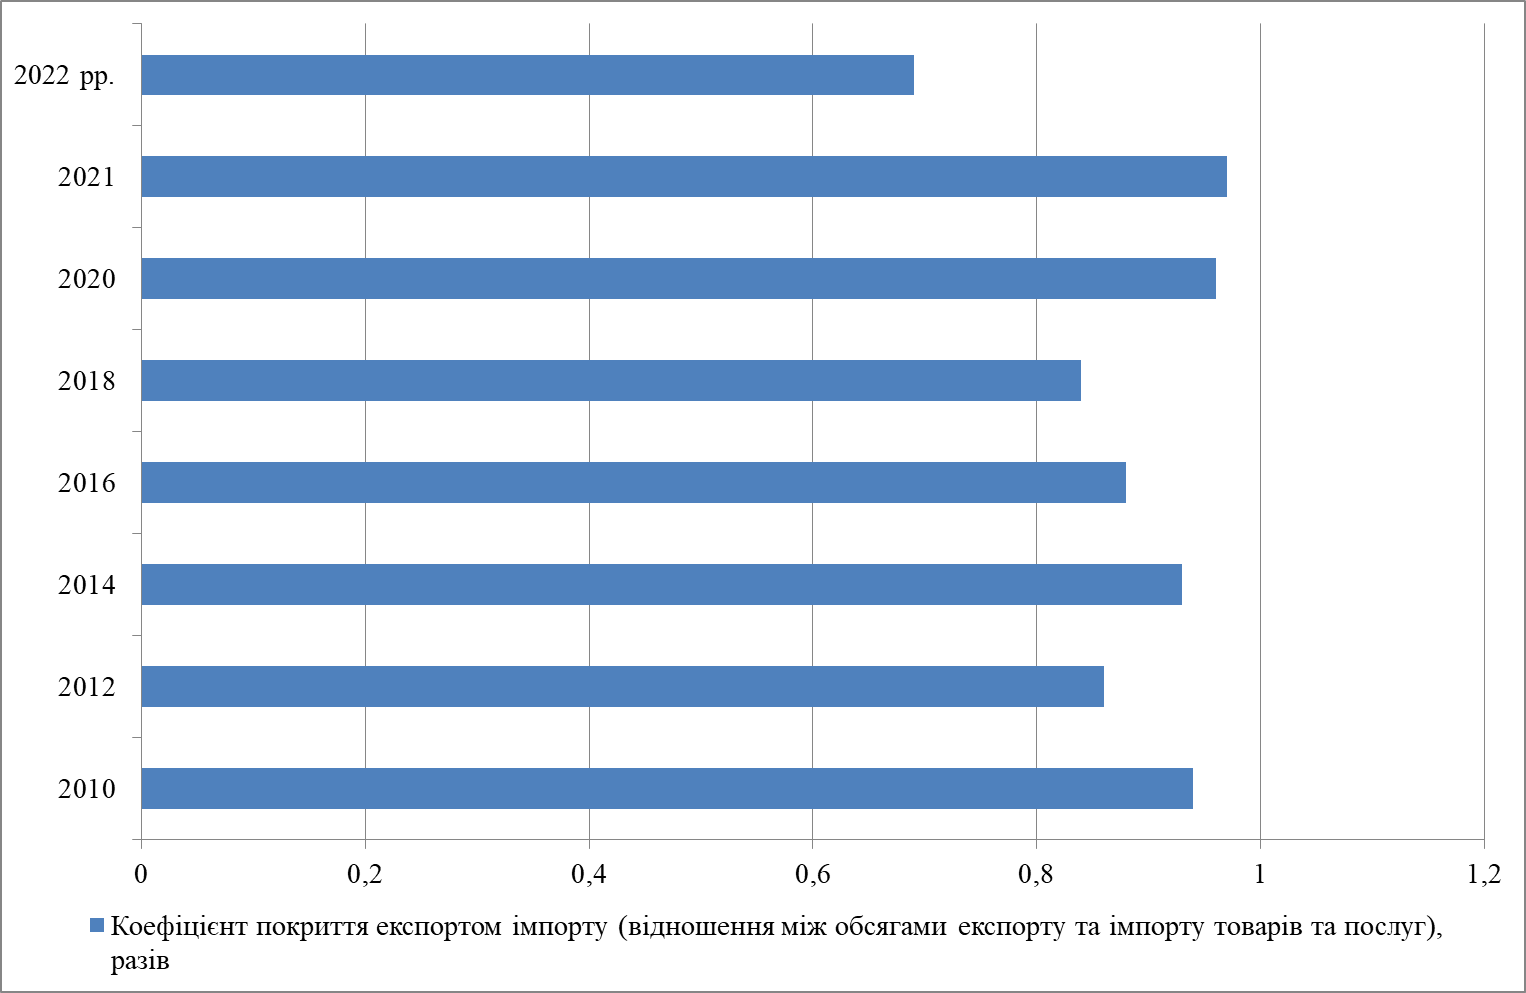 2022 рр.
2021
2020
2018
2016
2014
2012
2010
0 0,2 0,4 0,6 0,8 1 1,2
Коефіцієнт покриття експортом імпорту (відношення між обсягами експорту та імпорту товарів та послуг),
разів